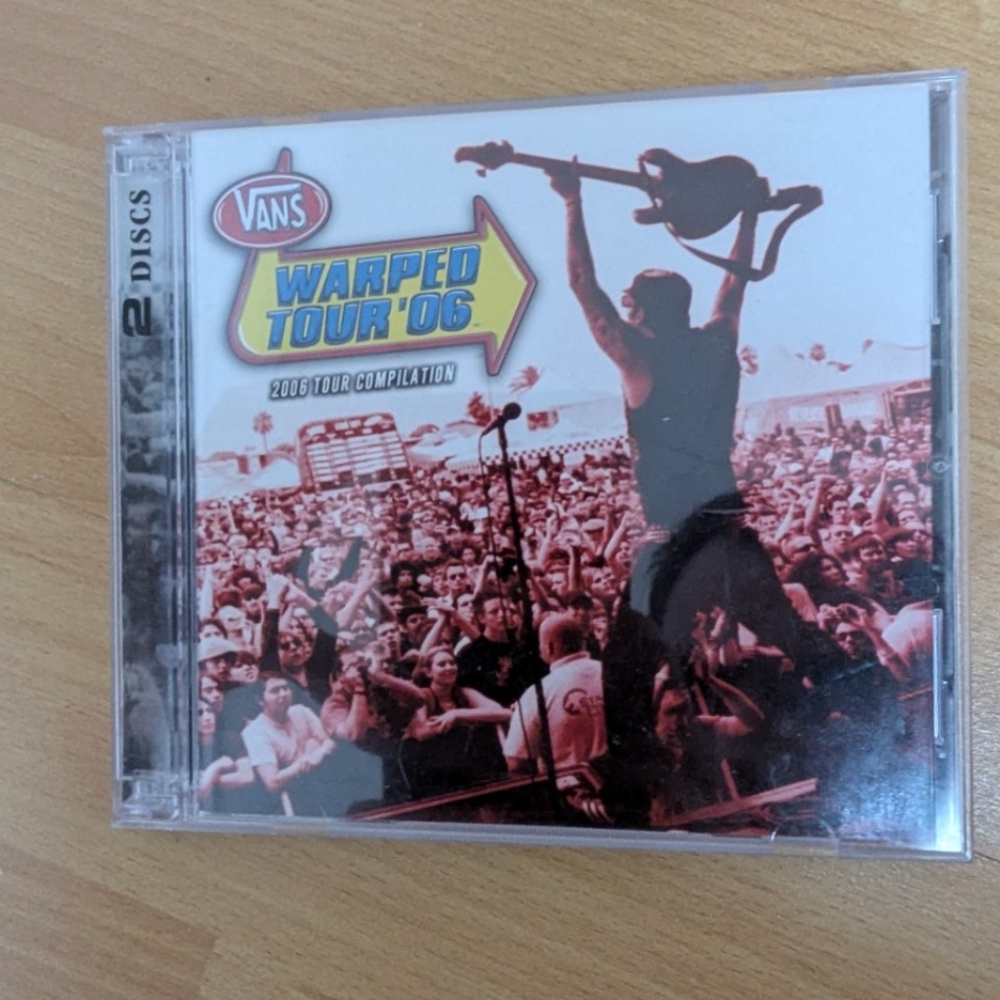 VANS
WARPED
TOUR '06
2006 TOUR COMPILATION
2 DISCS